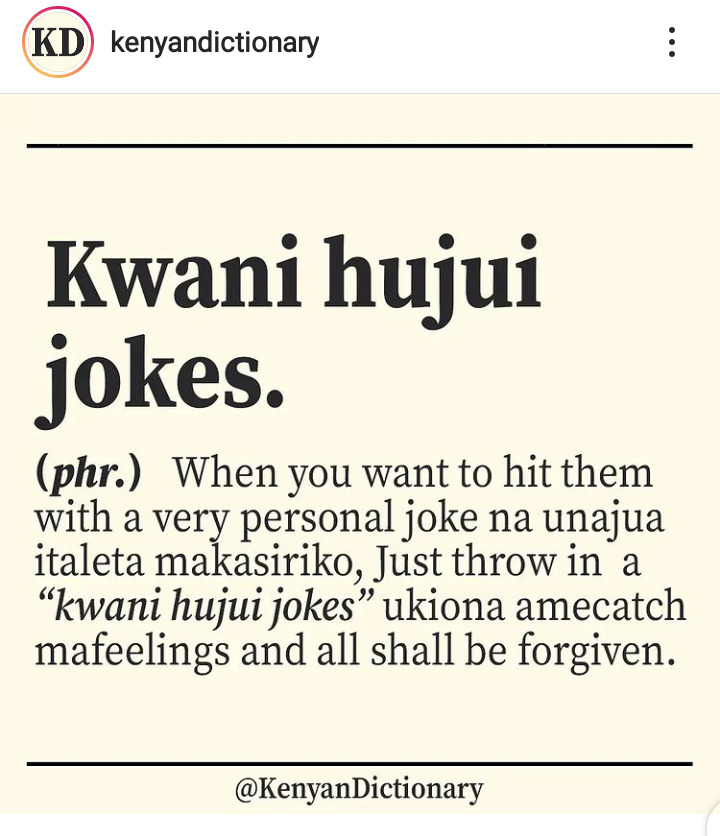 KD
kenyandictionary
Kwani hujui
jokes.
(phr.) When you want to hit them
with a very personal joke na unajua
italeta makasiriko, Just throw in a
“kwani hujui jokes” ukiona amecatch
mafeelings and all shall be forgiven.
@KenyanDictionary